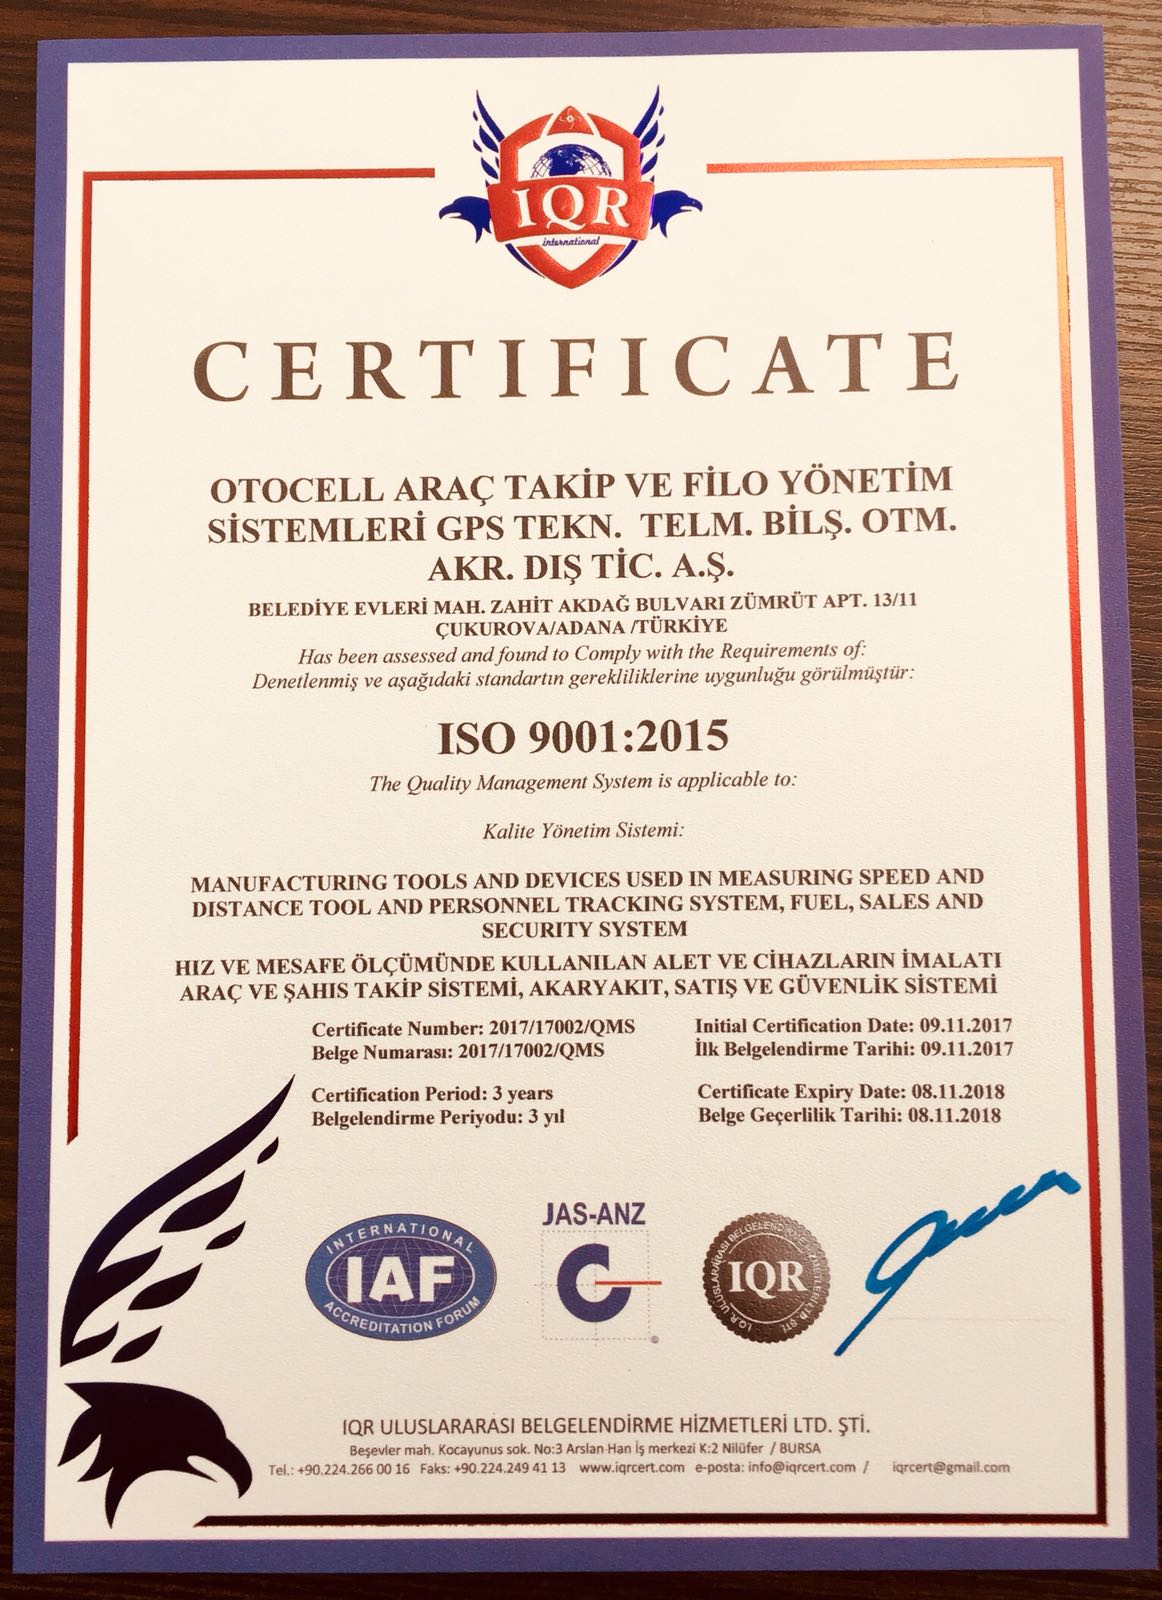 IQR
international
CERTIFICATE
OTOCELL ARAÇ TAKİP VE FİLO YÖNETİM
SİSTEMLERİ GPS TEKN. TELM. BİLŞ. OTM.
AKR. DIŞ TİC. A.Ş.
BELEDİYE EVLERİ MAH. ZAHİT AKDAĞ BULVARI ZÜMRÜT APT. 13/11
ÇUKUROVA/ADANA /TÜRKİYE
Has been assessed and found to Comply with the Requirements of:
Denetlenmiş ve aşağıdaki standartın gerekliliklerine uygunluğu görülmüştür:
ISO 9001:2015
The Quality Management System is applicable to:
Kalite Yönetim Sistemi:
MANUFACTURING TOOLS AND DEVICES USED IN MEASURING SPEED AND
DISTANCE TOOL AND PERSONNEL TRACKING SYSTEM, FUEL, SALES AND
SECURITY SYSTEM
HIZ VE MESAFE ÖLÇÜMÜNDE KULLANILAN ALET VE CİHAZLARIN İMALATI
ARAÇ VE ŞAHIS TAKİP SİSTEMİ, AKARYAKIT, SATIŞ VE GÜVENLİK SİSTEMİ
Certificate Number: 2017/17002/QMS
Belge Numarası: 2017/17002/QMS
Initial Certification Date: 09.11.2017
İlk Belgelendirme Tarihi: 09.11.2017
Certification Period: 3 years
Belgelendirme Periyodu: 3 yıl
Certificate Expiry Date: 08.11.2018
Belge Geçerlilik Tarihi: 08.11.2018
INTERNATIONAL
IAF
ACCREDITATION FORUM
JAS-ANZ
I.Q.R. ULUSLARARASI BELGELENDİRME HİZMETLERİ LTD. ŞTİ.
IQR
IQR ULUSLARARASI BELGELENDİRME HİZMETLERİ LTD. ŞTİ.
Beşevler mah. Kocayunus sok. No:3 Arslan Han İş merkezi K:2 Nilüfer / BURSA
Tel.: +90.224.266 00 16 Faks: +90.224.249 41 13 www.iqrcert.com e-posta: info@iqrcert.com / iqrcert@gmail.com